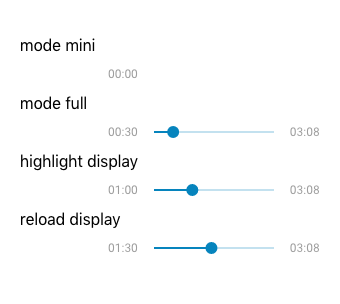 mode mini
00:00
mode full
00:30 03:08
highlight display
01:00 03:08
reload display
01:30 03:08